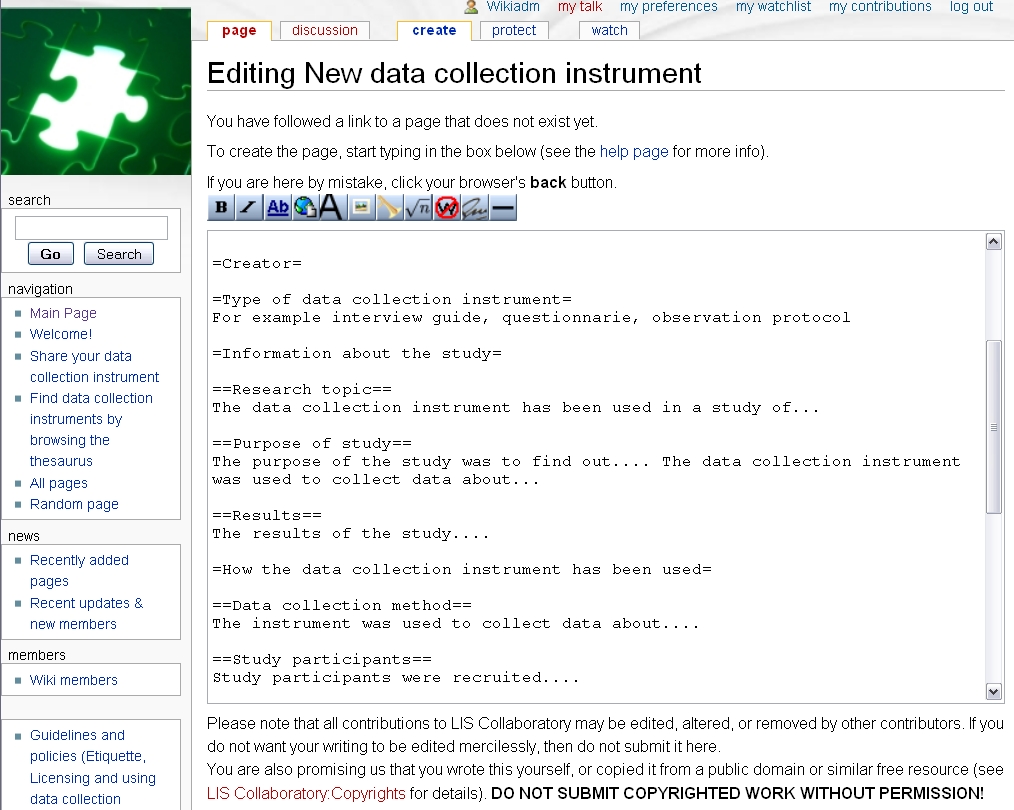 Wikiadm my talk my preferences my watchlist my contributions log out
page discussion create protect watch
Editing New data collection instrument
You have followed a link to a page that does not exist yet.
To create the page, start typing in the box below (see the help page for more info).
If you are here by mistake, click your browser's back button.
B I Ab A √n W
=Creator=
=Type of data collection instrument=
For example interview guide, questionnarie, observation protocol
=Information about the study=
==Research topic==
The data collection instrument has been used in a study of...
==Purpose of study==
The purpose of the study was to find out.... The data collection instrument
was used to collect data about...
==Results==
The results of the study....
=How the data collection instrument has been used=
==Data collection method==
The instrument was used to collect data about....
==Study participants==
Study participants were recruited....
Please note that all contributions to LIS Collaboratory may be edited, altered, or removed by other contributors. If you
do not want your writing to be edited mercilessly, then do not submit it here.
You are also promising us that you wrote this yourself, or copied it from a public domain or similar free resource (see
LIS Collaboratory:Copyrights for details). DO NOT SUBMIT COPYRIGHTED WORK WITHOUT PERMISSION!
search
Go Search
navigation
Main Page
Welcome!
Share your data
collection instrument
Find data collection
instruments by
browsing the
thesaurus
All pages
Random page
news
Recently added
pages
Recent updates &
new members
members
Wiki members
Guidelines and
policies (Etiquette,
Licensing and using
data collection